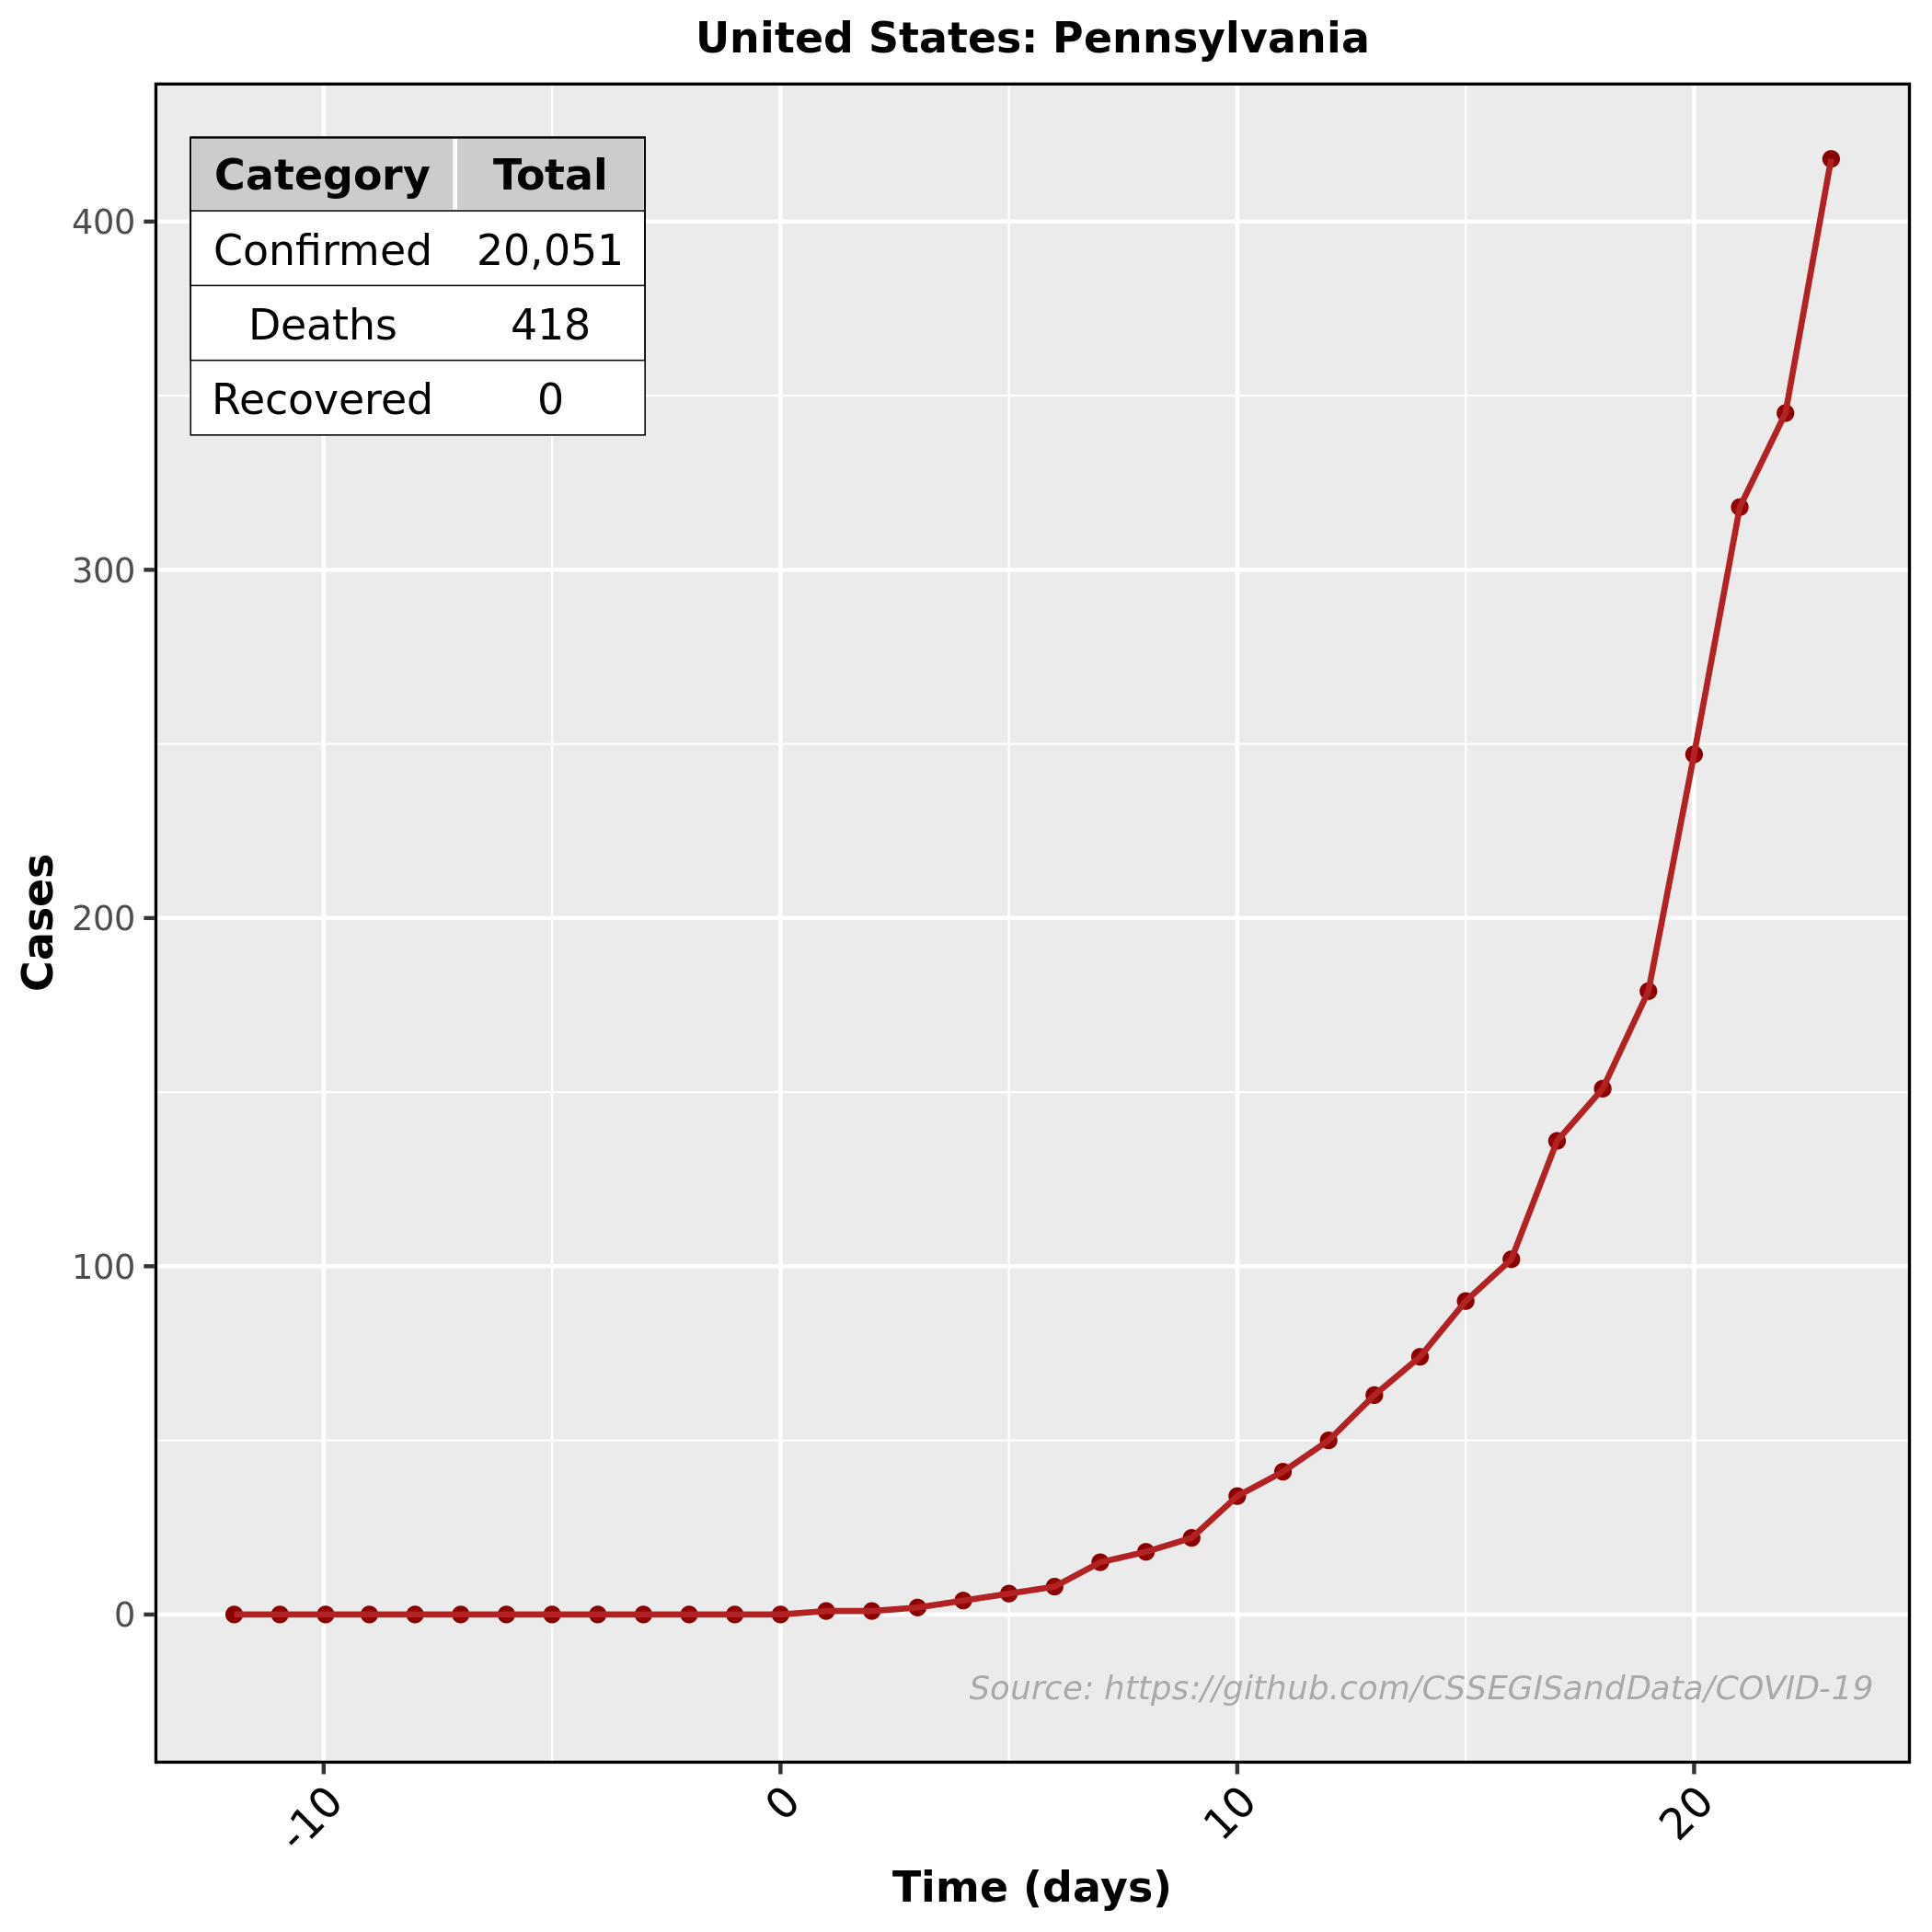 United States: Pennsylvania
Category Total
Confirmed 20,051
Deaths 418
Recovered 0
400
300
200
100
0
Cases
Source: https://github.com/CSSEGISandData/COVID-19
-10 0 10 20
Time (days)